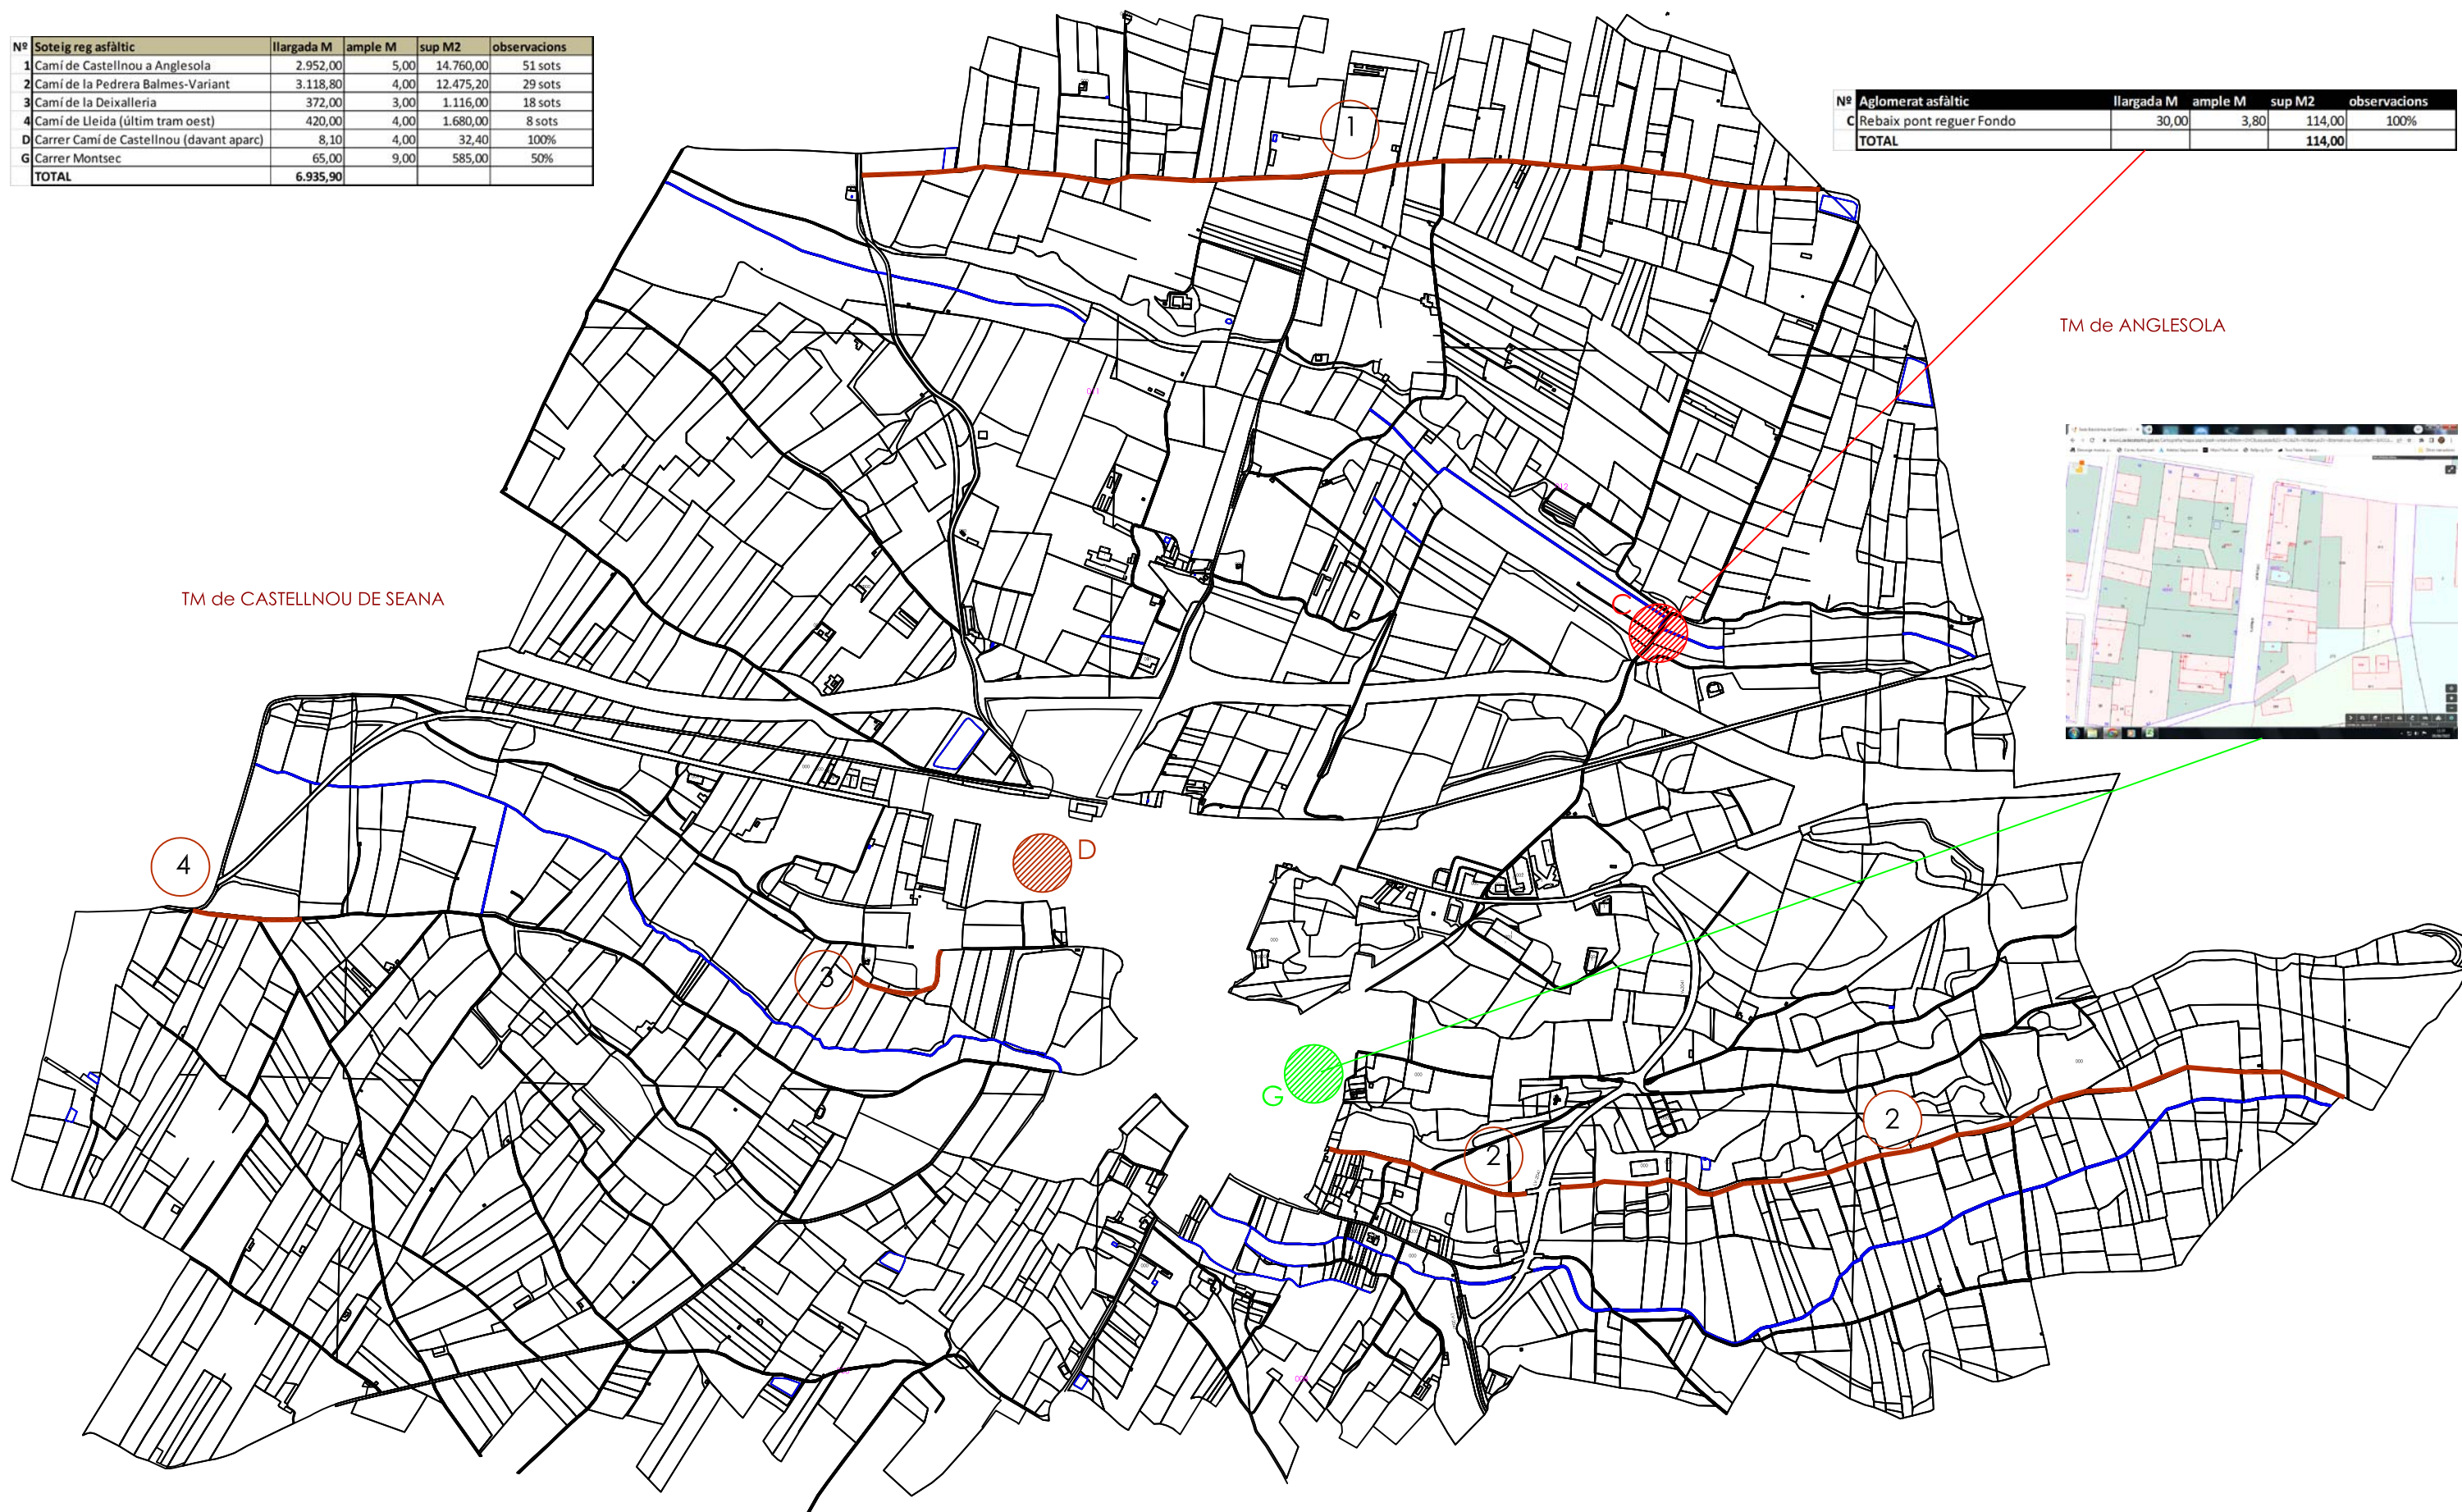 Nº Soteig reg asfàltic llargada M ample M sup M2 observacions
1 Camí de Castellnou a Anglesola 2.952,00 5,00 14.760,00 51 sots
2 Camí de la Pedrera Balmes-Variant 3.118,80 4,00 12.475,20 29 sots
3 Camí de la Deixalleria 372,00 3,00 1.116,00 18 sots
4 Camí de Lleida (últim tram oest) 420,00 4,00 1.680,00 8 sots
D Carrer Camí de Castellnou (davant aparc) 8,10 4,00 32,40 100%
G Carrer Montsec 65,00 9,00 585,00 50%
TOTAL 6.935,90
Nº Aglomerat asfàltic llargada M ample M sup M2 observacions
C Rebaix pont reguer Fondo 30,00 3,80 114,00 100%
TOTAL 114,00
1
TM de ANGLESOLA
TM de CASTELLNOU DE SEANA
C
D
4
3
G
2
2